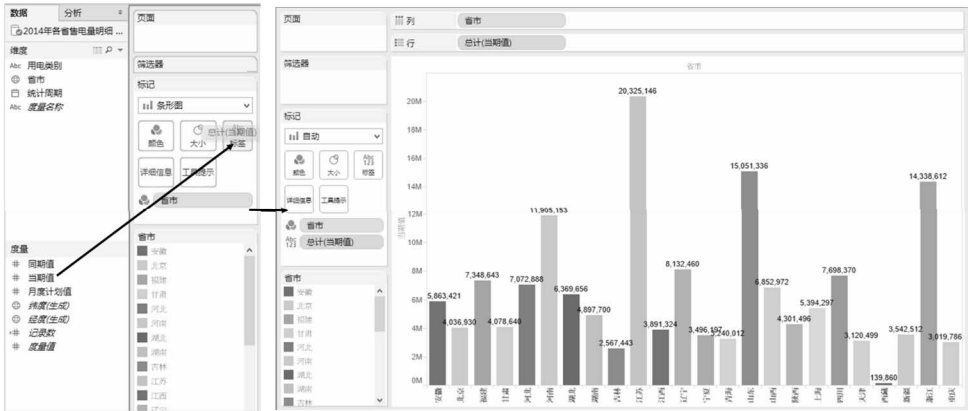 数据 分析
2014年各省售电量明细 ...
维度
Abc 用电类别
省市
统计周期
Abc 度量名称
度量
# 同期值
# 当期值
# 月度计划值
纬度(生成)
经度(生成)
# 记录数
# 度量值
页面
筛选器
标记
条形图
颜色 大小 标签
总计(当期值)
详细信息 工具提示
省市
省市
安徽
北京
福建
甘肃
河北
河南
湖北
湖南
吉林
江苏
江西
辽宁
页面
筛选器
标记
自动
颜色 大小 标签
Abc 123
详细信息 工具提示
省市
Abc 123 总计(当期值)
省市
安徽
北京
福建
甘肃
河北
河南
湖北
湖南
吉林
列 省市
行 总计(当期值)
省市
当期值
20M
18M
16M
14M
12M
10M
8M
6M
4M
2M
0M
5,863,421
4,036,930
7,348,643
4,078,640
7,072,888
11,905,153
6,369,656
4,897,700
2,567,443
20,325,146
3,891,324
8,132,460
3,496,197
3,240,012
15,051,336
6,852,972
4,301,496
5,394,297
7,698,370
3,120,499
139,860
3,542,512
14,338,612
3,019,786
安徽 北京 福建 甘肃 河北 河南 湖北 湖南 吉林 江苏 江西 辽宁 宁夏 青海 山东 山西 陕西 上海 四川 天津 西藏 新疆 浙江 重庆